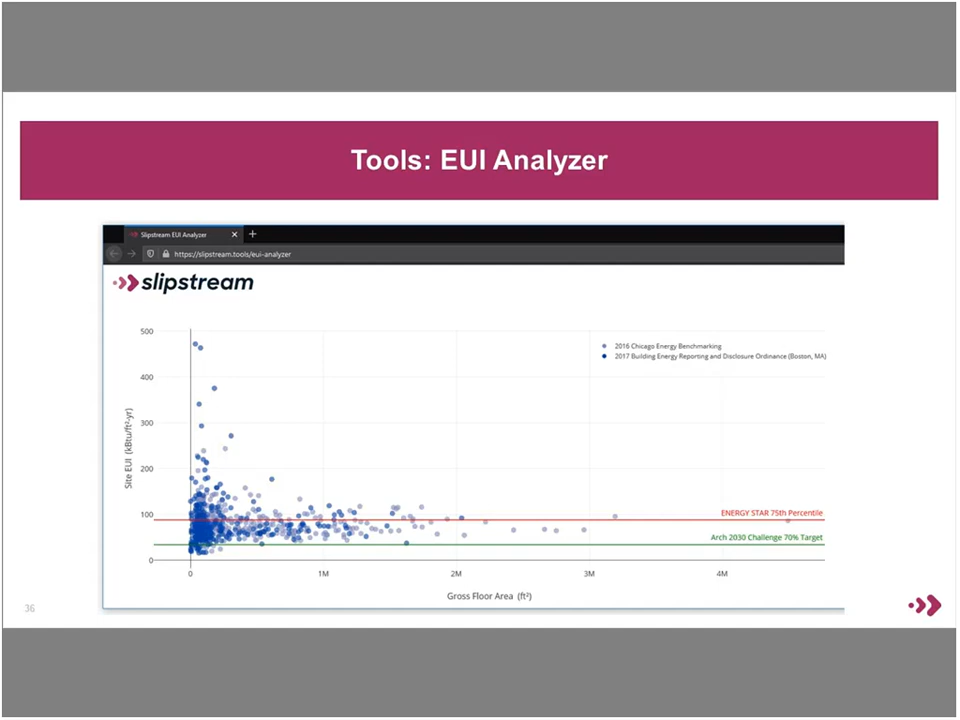 Tools: EUI Analyzer
Slipstream EUI Analyzer
https://slipstream.tools/eui-analyzer
slipstream
500
400
300
200
100
0
Site EUI (kBtu/ft²-yr)
2016 Chicago Energy Benchmarking
2017 Building Energy Reporting and Disclosure Ordinance (Boston, MA)
ENERGY STAR 75th Percentile
Arch 2030 Challenge 70% Target
0 1M 2M 3M 4M
Gross Floor Area (ft²)
36